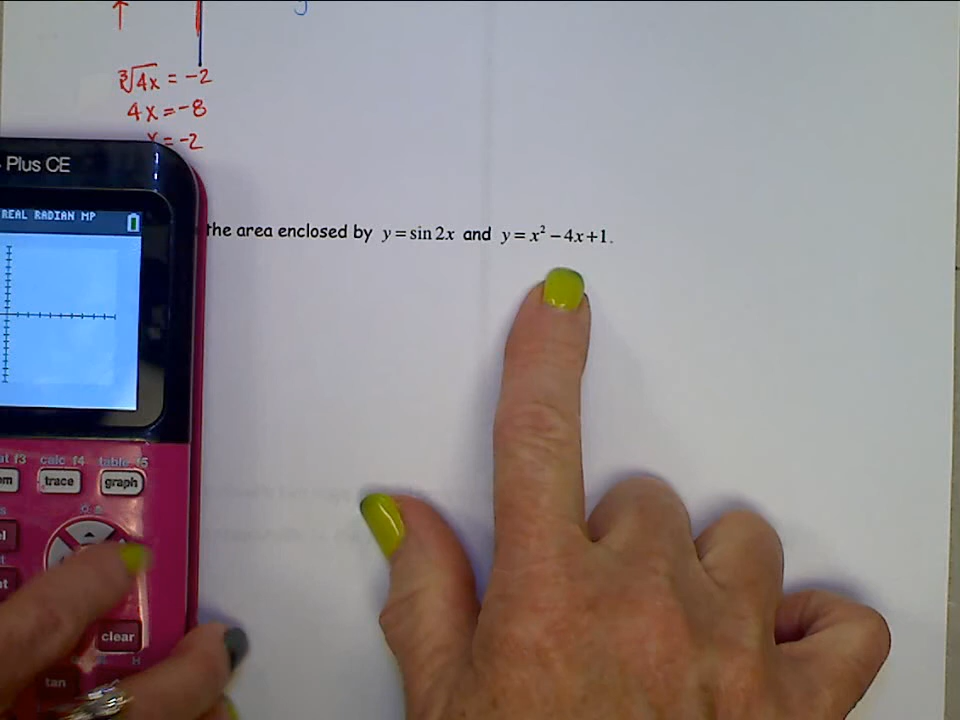 ∛4x = -2
4x = -8
x = -2
Plus CE
REAL RADIAN MP
the area enclosed by y = sin 2x and y = x² − 4x + 1.
f3 calc f4 table f5
trace graph
clear
H
tan